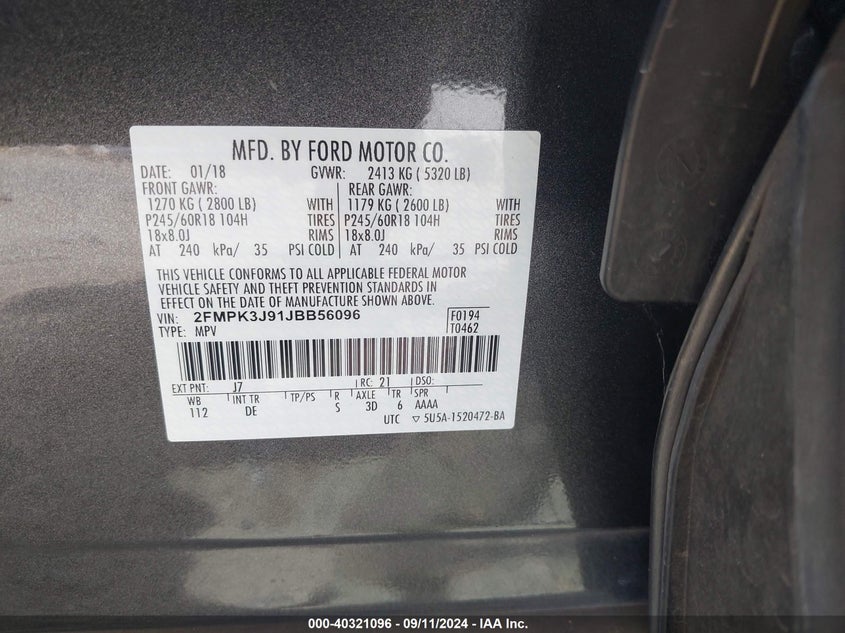 MFD. BY FORD MOTOR CO.
DATE: 01/18 GVWR: 2413 KG ( 5320 LB)
FRONT GAWR: REAR GAWR:
1270 KG ( 2800 LB) WITH 1179 KG ( 2600 LB) WITH
P245/60R18 104H TIRES P245/60R18 104H TIRES
18x8.0J RIMS 18x8.0J RIMS
AT 240 kPa/ 35 PSI COLD AT 240 kPa/ 35 PSI COLD
THIS VEHICLE CONFORMS TO ALL APPLICABLE FEDERAL MOTOR
VEHICLE SAFETY AND THEFT PREVENTION STANDARDS IN
EFFECT ON THE DATE OF MANUFACTURE SHOWN ABOVE.
VIN: 2FMPK3J91JBB56096 F0194
TYPE: MPV T0462
EXT PNT: J7 RC: 21 DSO:
WB INT TR TP/PS R AXLE TR SPR
112 DE S 3D 6 AAAA
UTC ▽ 5U5A-1520472-BA
000-40321096 - 09/11/2024 - IAA Inc.